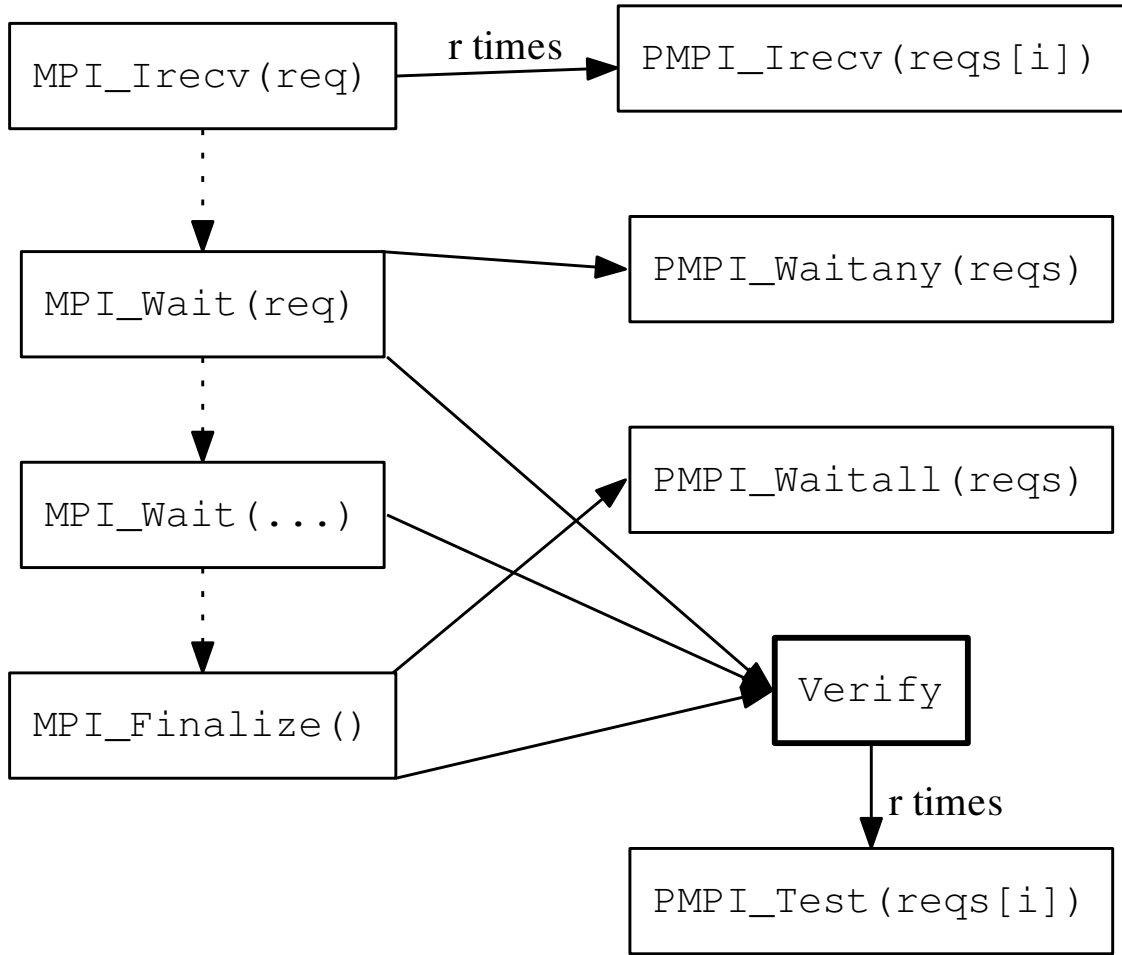 MPI_Irecv(req)
r times
PMPI_Irecv(reqs[i])
MPI_Wait(req)
PMPI_Waitany(reqs)
MPI_Wait(...)
PMPI_Waitall(reqs)
MPI_Finalize()
Verify
r times
PMPI_Test(reqs[i])